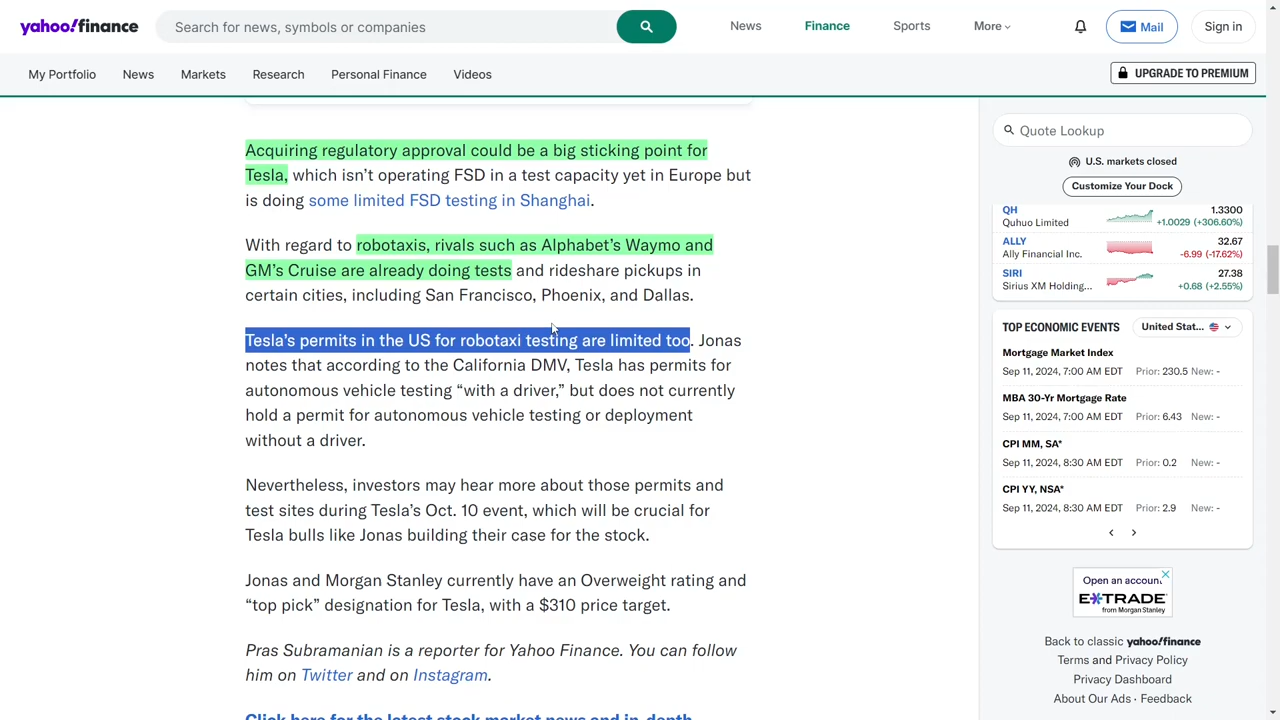 yahoo!finance
Search for news, symbols or companies
News
Finance
Sports
More
Mail
Sign in
My Portfolio
News
Markets
Research
Personal Finance
Videos
UPGRADE TO PREMIUM
Acquiring regulatory approval could be a big sticking point for
Tesla, which isn’t operating FSD in a test capacity yet in Europe but
is doing some limited FSD testing in Shanghai.
With regard to robotaxis, rivals such as Alphabet’s Waymo and
GM’s Cruise are already doing tests and rideshare pickups in
certain cities, including San Francisco, Phoenix, and Dallas.
Tesla’s permits in the US for robotaxi testing are limited too. Jonas
notes that according to the California DMV, Tesla has permits for
autonomous vehicle testing “with a driver,” but does not currently
hold a permit for autonomous vehicle testing or deployment
without a driver.
Nevertheless, investors may hear more about those permits and
test sites during Tesla’s Oct. 10 event, which will be crucial for
Tesla bulls like Jonas building their case for the stock.
Jonas and Morgan Stanley currently have an Overweight rating and
“top pick” designation for Tesla, with a $310 price target.
Pras Subramanian is a reporter for Yahoo Finance. You can follow
him on Twitter and on Instagram.
Click here for the latest stock market news and in-depth
Quote Lookup
U.S. markets closed
Customize Your Dock
QH 1.3300
Quhuo Limited +1.0029 (+306.60%)
ALLY 32.67
Ally Financial Inc. -6.99 (-17.62%)
SIRI 27.38
Sirius XM Holding... +0.68 (+2.55%)
TOP ECONOMIC EVENTS
United Stat...
Mortgage Market Index
Sep 11, 2024, 7:00 AM EDT Prior: 230.5 New: -
MBA 30-Yr Mortgage Rate
Sep 11, 2024, 7:00 AM EDT Prior: 6.43 New: -
CPI MM, SA*
Sep 11, 2024, 8:30 AM EDT Prior: 0.2 New: -
CPI YY, NSA*
Sep 11, 2024, 8:30 AM EDT Prior: 2.9 New: -
Open an account
E*TRADE
from Morgan Stanley
Back to classic yahoo!finance
Terms and Privacy Policy
Privacy Dashboard
About Our Ads · Feedback